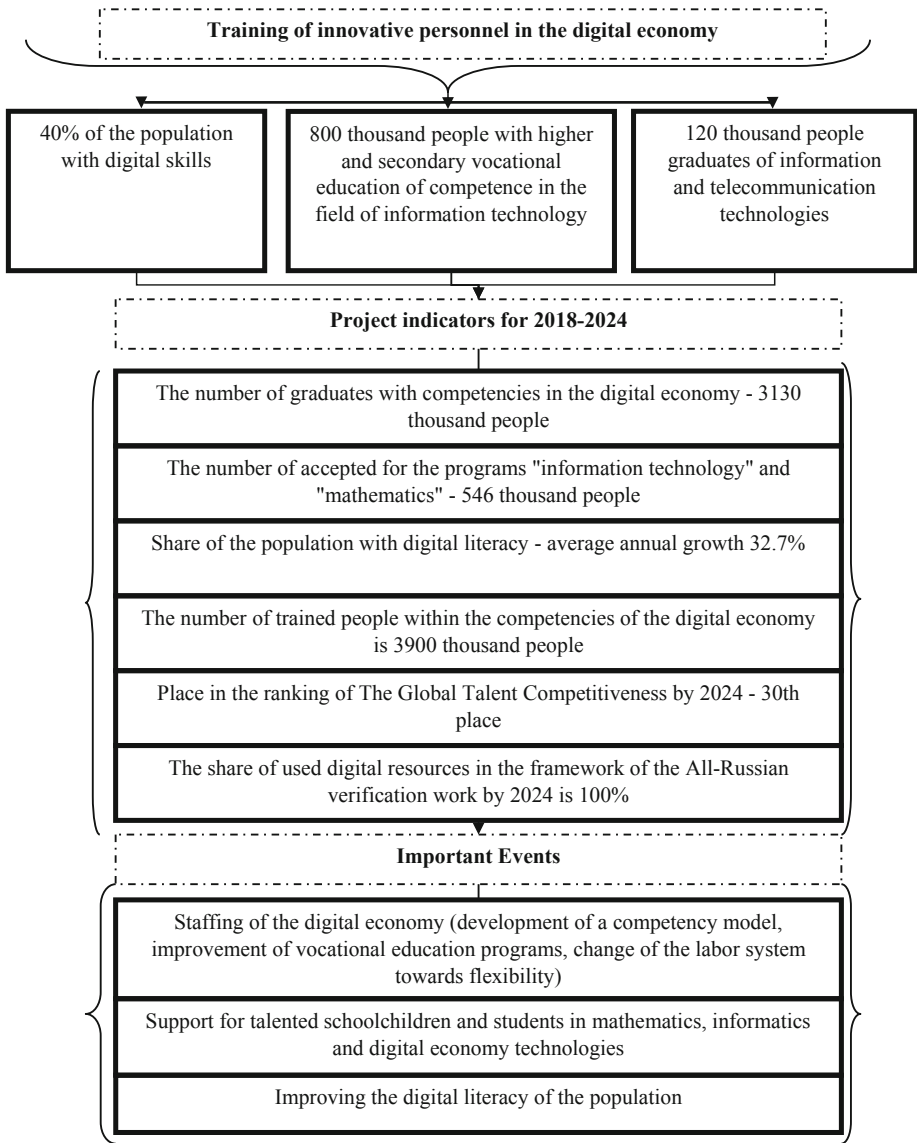 Training of innovative personnel in the digital economy
40% of the population
with digital skills
800 thousand people with higher
and secondary vocational
education of competence in the
field of information technology
120 thousand people
graduates of information
and telecommunication
technologies
Project indicators for 2018-2024
The number of graduates with competencies in the digital economy - 3130
thousand people
The number of accepted for the programs "information technology" and
"mathematics" - 546 thousand people
Share of the population with digital literacy - average annual growth 32.7%
The number of trained people within the competencies of the digital economy
is 3900 thousand people
Place in the ranking of The Global Talent Competitiveness by 2024 - 30th
place
The share of used digital resources in the framework of the All-Russian
verification work by 2024 is 100%
Important Events
Staffing of the digital economy (development of a competency model,
improvement of vocational education programs, change of the labor system
towards flexibility)
Support for talented schoolchildren and students in mathematics, informatics
and digital economy technologies
Improving the digital literacy of the population